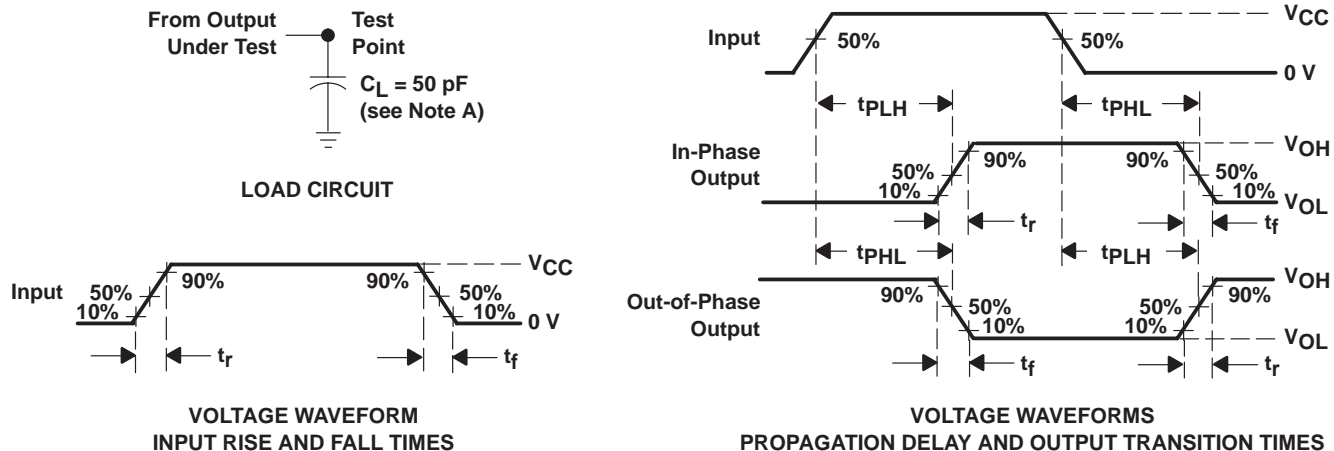 From Output
Under Test
Test
Point
CL = 50 pF
(see Note A)
LOAD CIRCUIT
Input
50%
10%
90%
90%
50%
10%
VCC
0 V
tr
tf
VOLTAGE WAVEFORM
INPUT RISE AND FALL TIMES
Input
50%
50%
VCC
0 V
tPLH
tPHL
In-Phase
Output
50%
10%
90%
90%
50%
10%
VOH
VOL
tr
tf
tPHL
tPLH
Out-of-Phase
Output
90%
50%
10%
50%
10%
90%
VOH
VOL
tf
tr
VOLTAGE WAVEFORMS
PROPAGATION DELAY AND OUTPUT TRANSITION TIMES